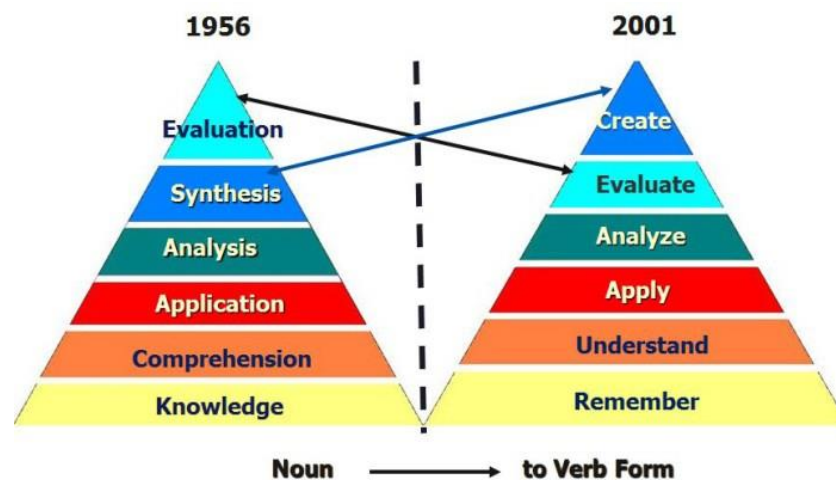 1956
Evaluation
Synthesis
Analysis
Application
Comprehension
Knowledge
2001
Create
Evaluate
Analyze
Apply
Understand
Remember
Noun to Verb Form